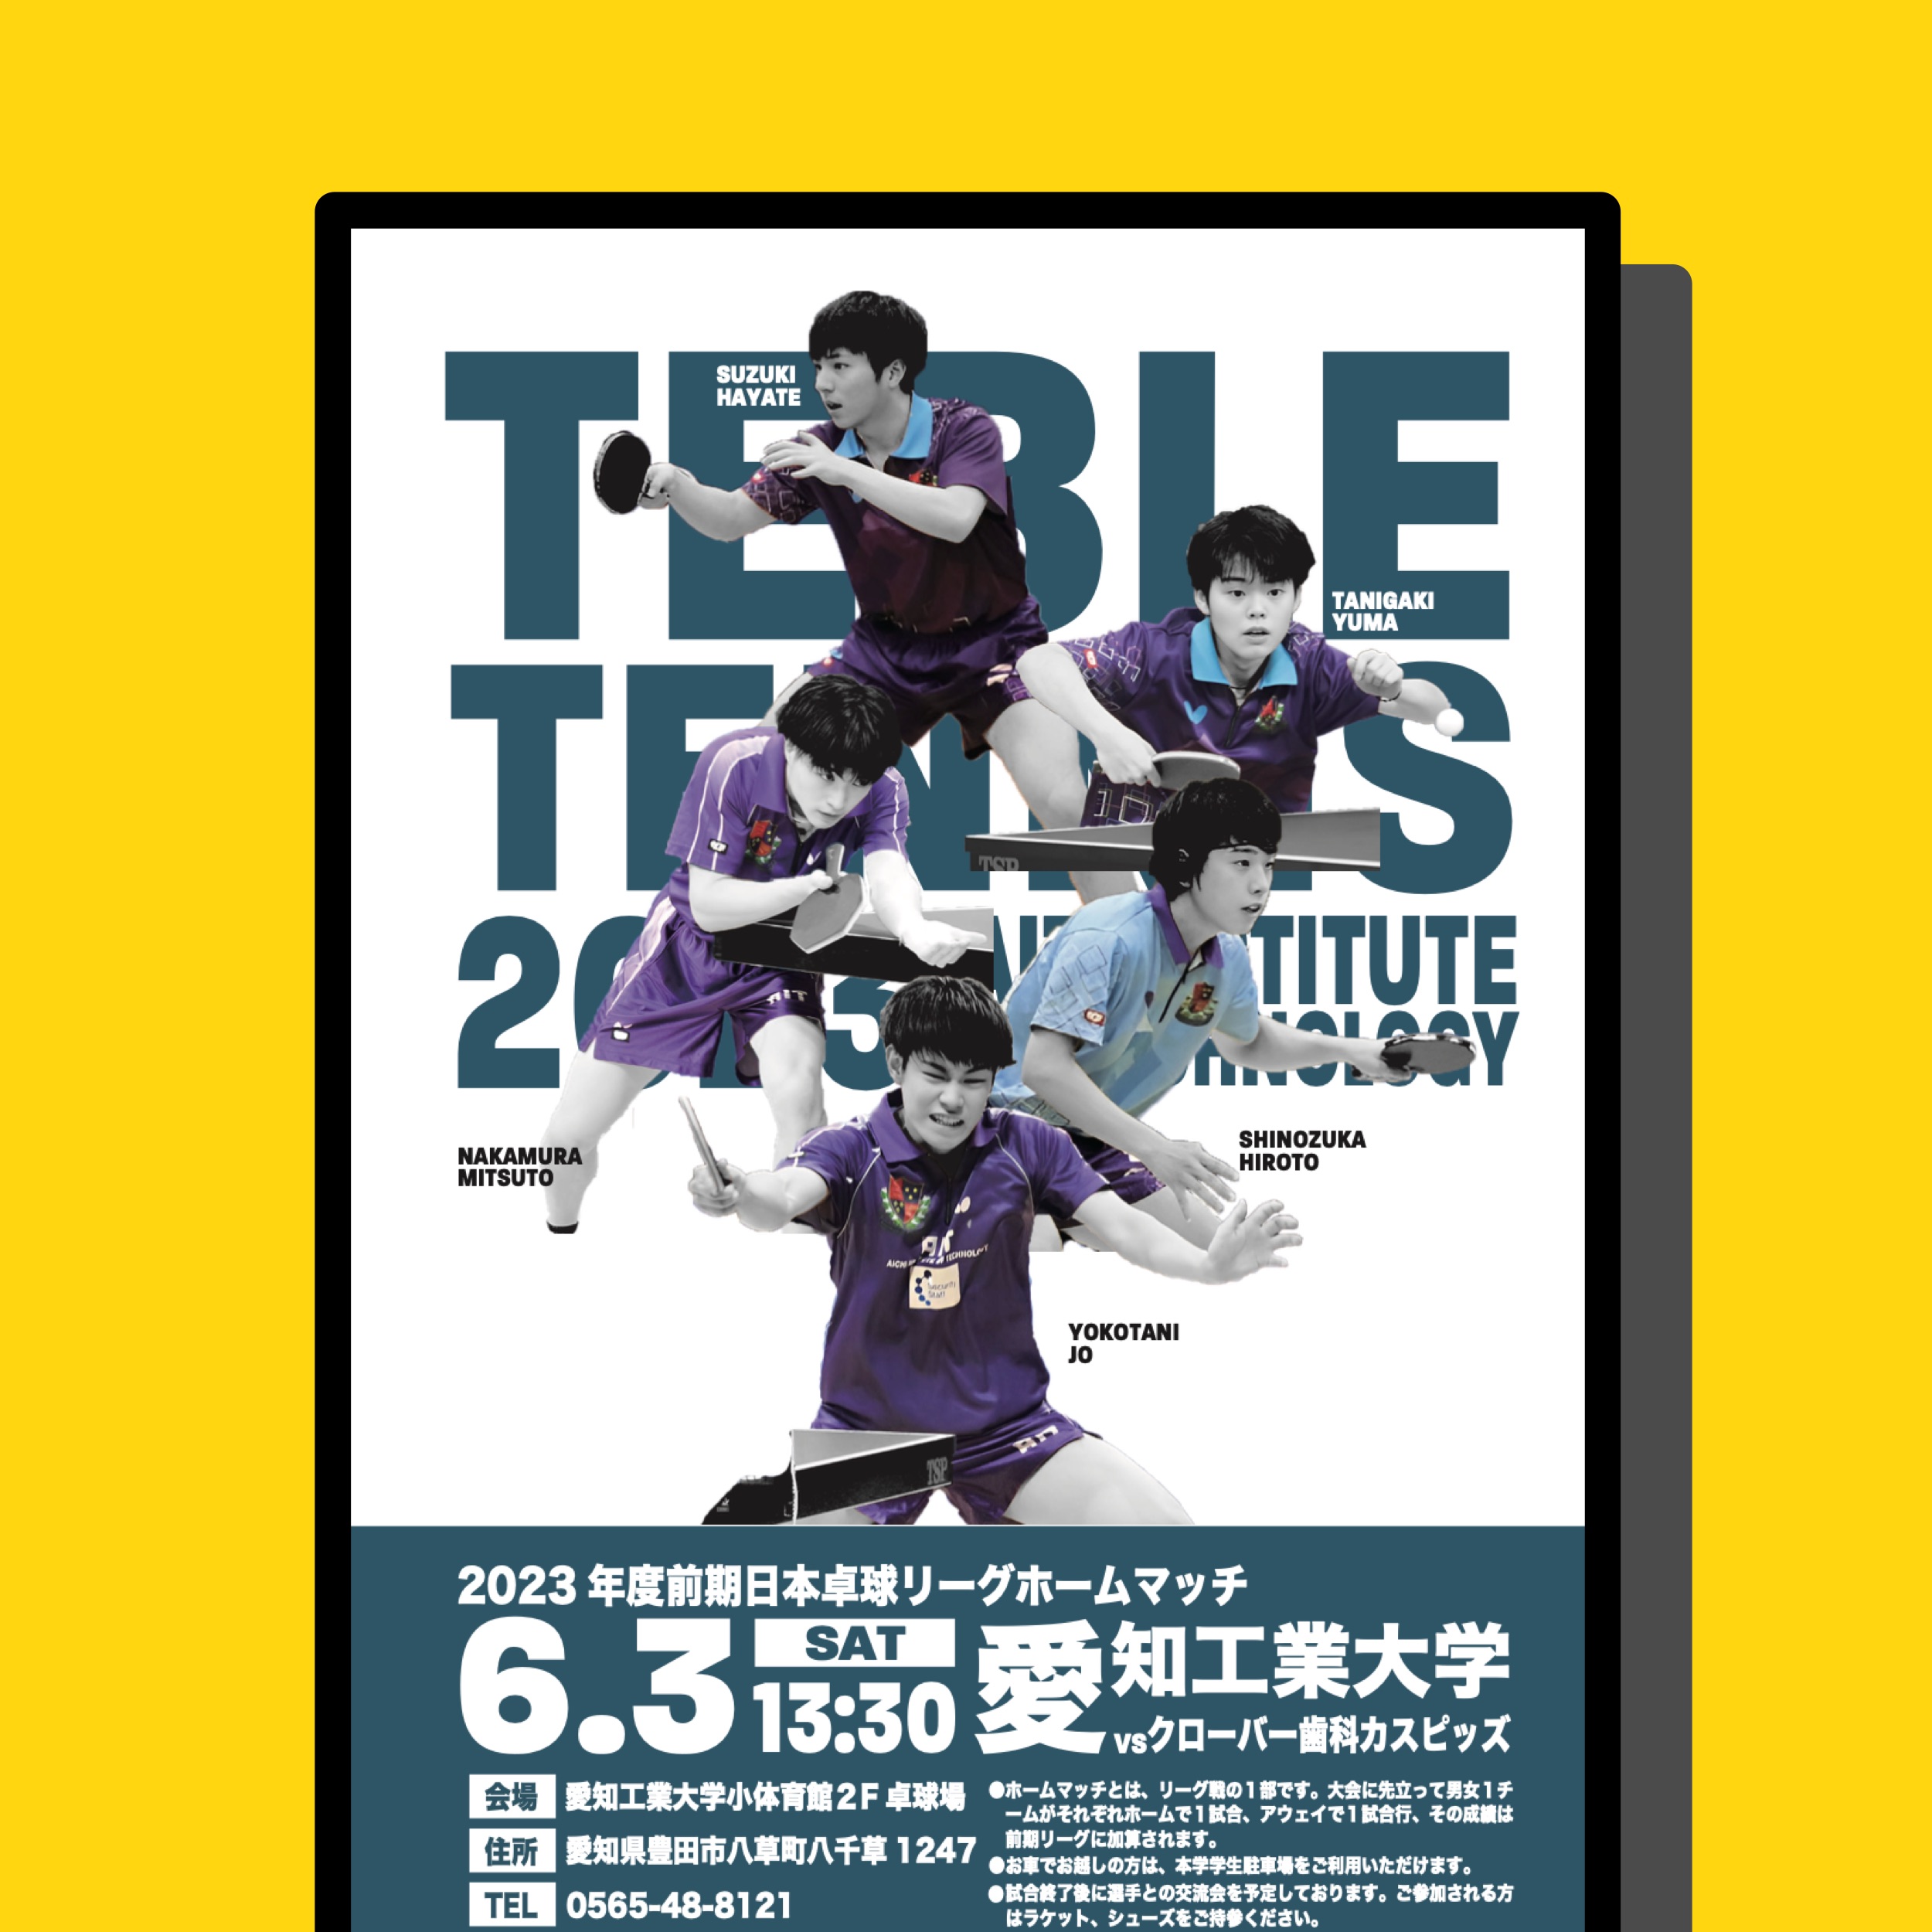 TEBLE
SUZUKI
HAYATE
TANIGAKI
YUMA
TSP
TITUTE
AIT
NAKAMURA
MITSUTO
SHINOZUKA
HIROTO
TECHNOLOGY
Security
Staff
YOKOTANI
JO
TSP
2023年度前期日本卓球リーグホームマッチ
6.3 SAT 13:30
愛知工業大学
vsクローバー歯科カスピッズ
会場 愛知工業大学小体育館2F 卓球場
住所 愛知県豊田市八草町八千草 1247
TEL 0565-48-8121
●ホームマッチとは、リーグ戦の1部です。大会に先立って男女1チ
ームがそれぞれホームで1試合、アウェイで1試合行、その成績は
前期リーグに加算されます。
●お車でお越しの方は、本学学生駐車場をご利用いただけます。
●試合終了後に選手との交流会を予定しております。ご参加される方
はラケット、シューズをご持参ください。